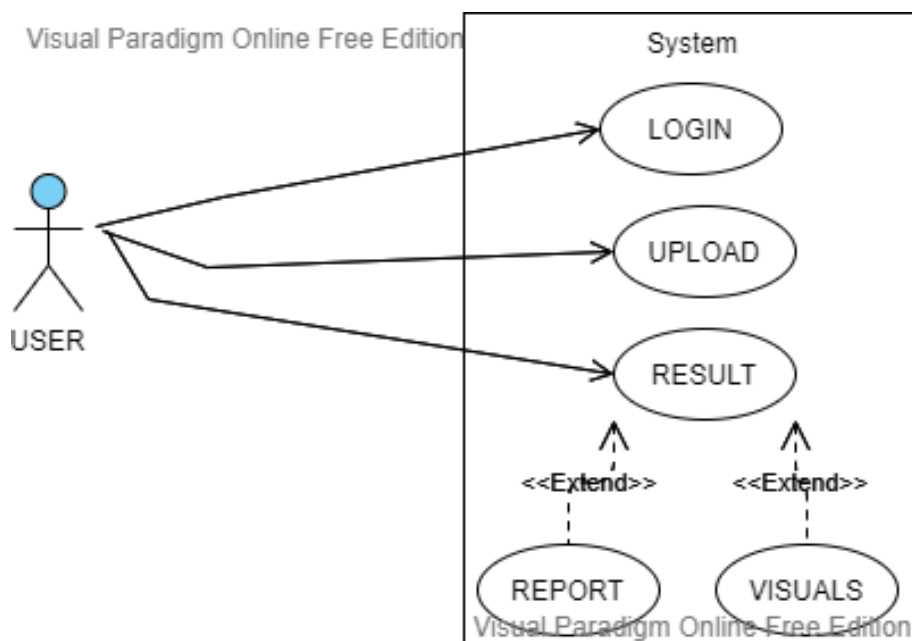 Visual Paradigm Online Free Edition
System
LOGIN
UPLOAD
USER
RESULT
<<Extend>> <<Extend>>
REPORT VISUALS
Visual Paradigm Online Free Edition